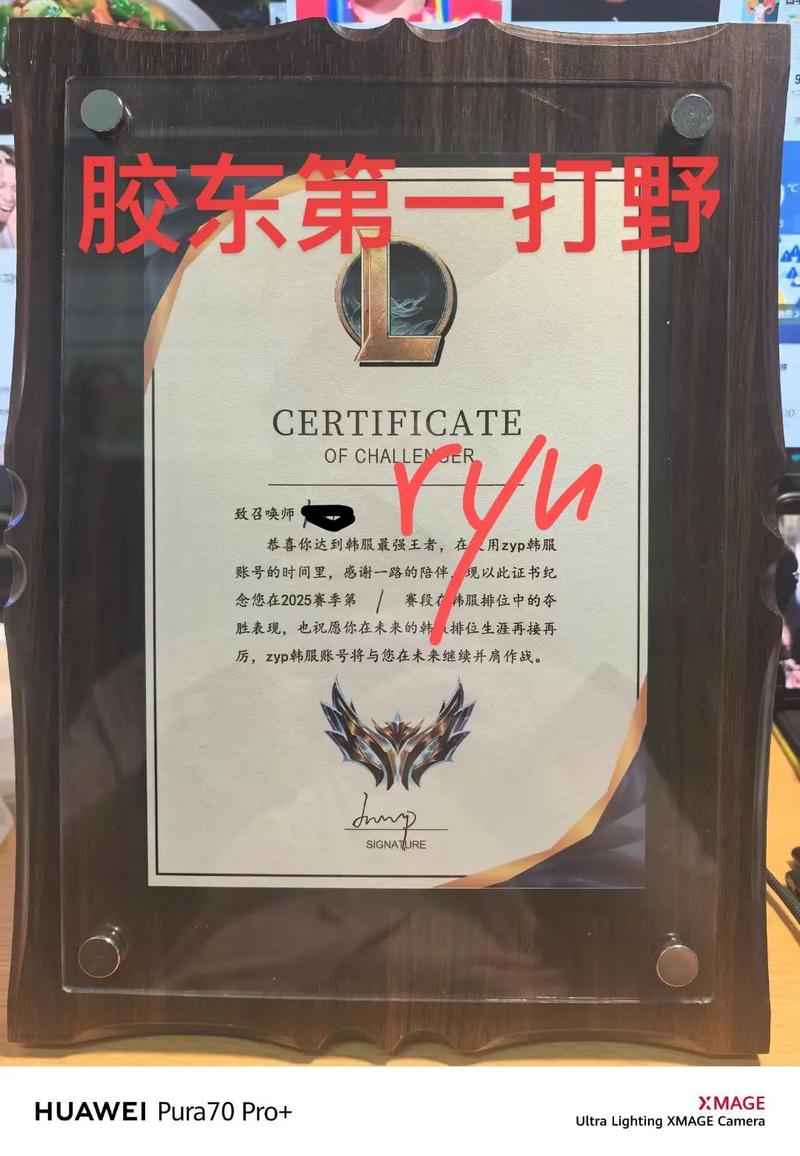 胶东第一打野
CERTIFICATE
OF CHALLENGER
ryu
致召唤师
恭喜你达到韩服最强王者，在使用zyp韩服
账号的时间里，感谢一路的陪伴，现以此证书纪
念您在2025赛季第 1 赛段在韩服排位中的夺
胜表现，也祝愿你在未来的韩服排位生涯再接再
厉，zyp韩服账号将与您在未来继续并肩作战。
SIGNATURE
HUAWEI Pura70 Pro+
XMAGE
Ultra Lighting XMAGE Camera